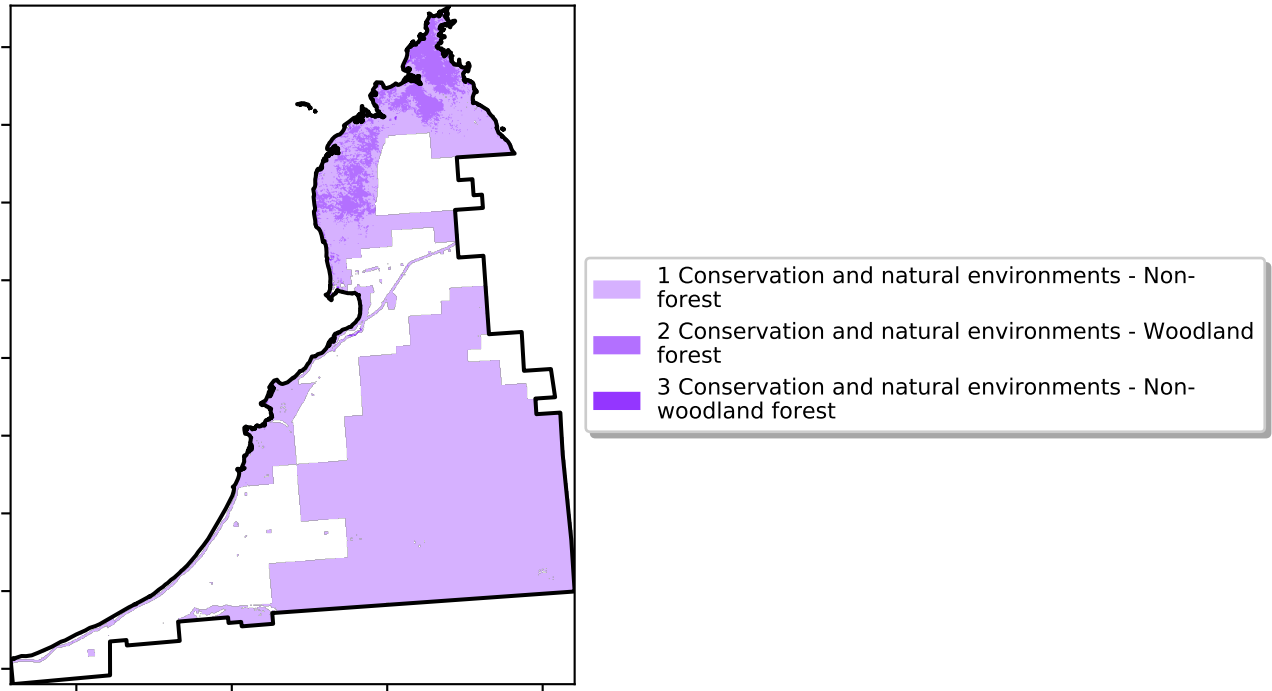 1 Conservation and natural environments - Non-
forest
2 Conservation and natural environments - Woodland
forest
3 Conservation and natural environments - Non-
woodland forest